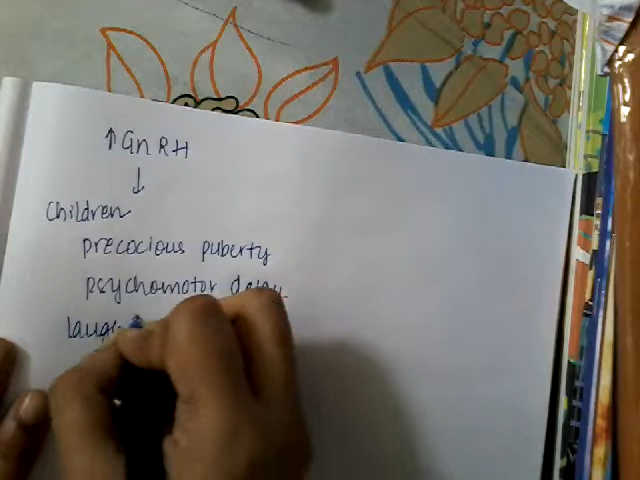 ↑ GnRH
↓
Children
precocious puberty
psychomotor delay